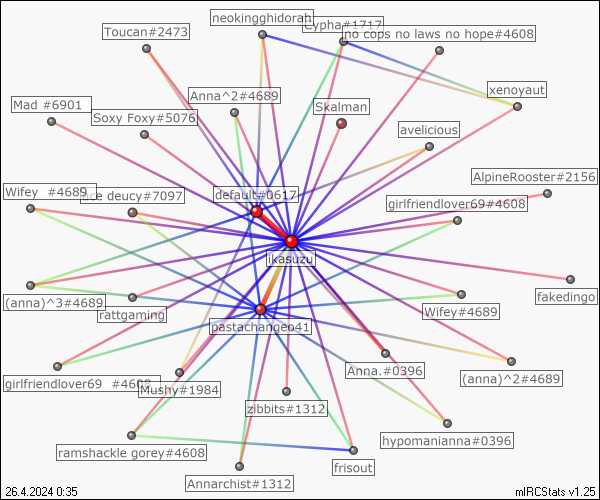 neokingghidorah
Cypha#1717
Toucan#2473
no cops no laws no hope#4608
Anna^2#4689
xenoyaut
Mad #6901
Skalman
Soxy Foxy#5076
avelicious
AlpineRooster#2156
Wifey #4689
ace deucy#7097
default#0617
girlfriendlover69#4608
likasuzu
(anna)^3#4689
rattgaming
pastachangeo41
Wifey#4689
fakedingo
girlfriendlover69 #4608
Mushy#1984
Anna.#0396
(anna)^2#4689
zibbits#1312
hypomanianna#0396
ramshackle gorey#4608
frisout
Annarchist#1312
26.4.2024 0:35
mIRCStats v1.25